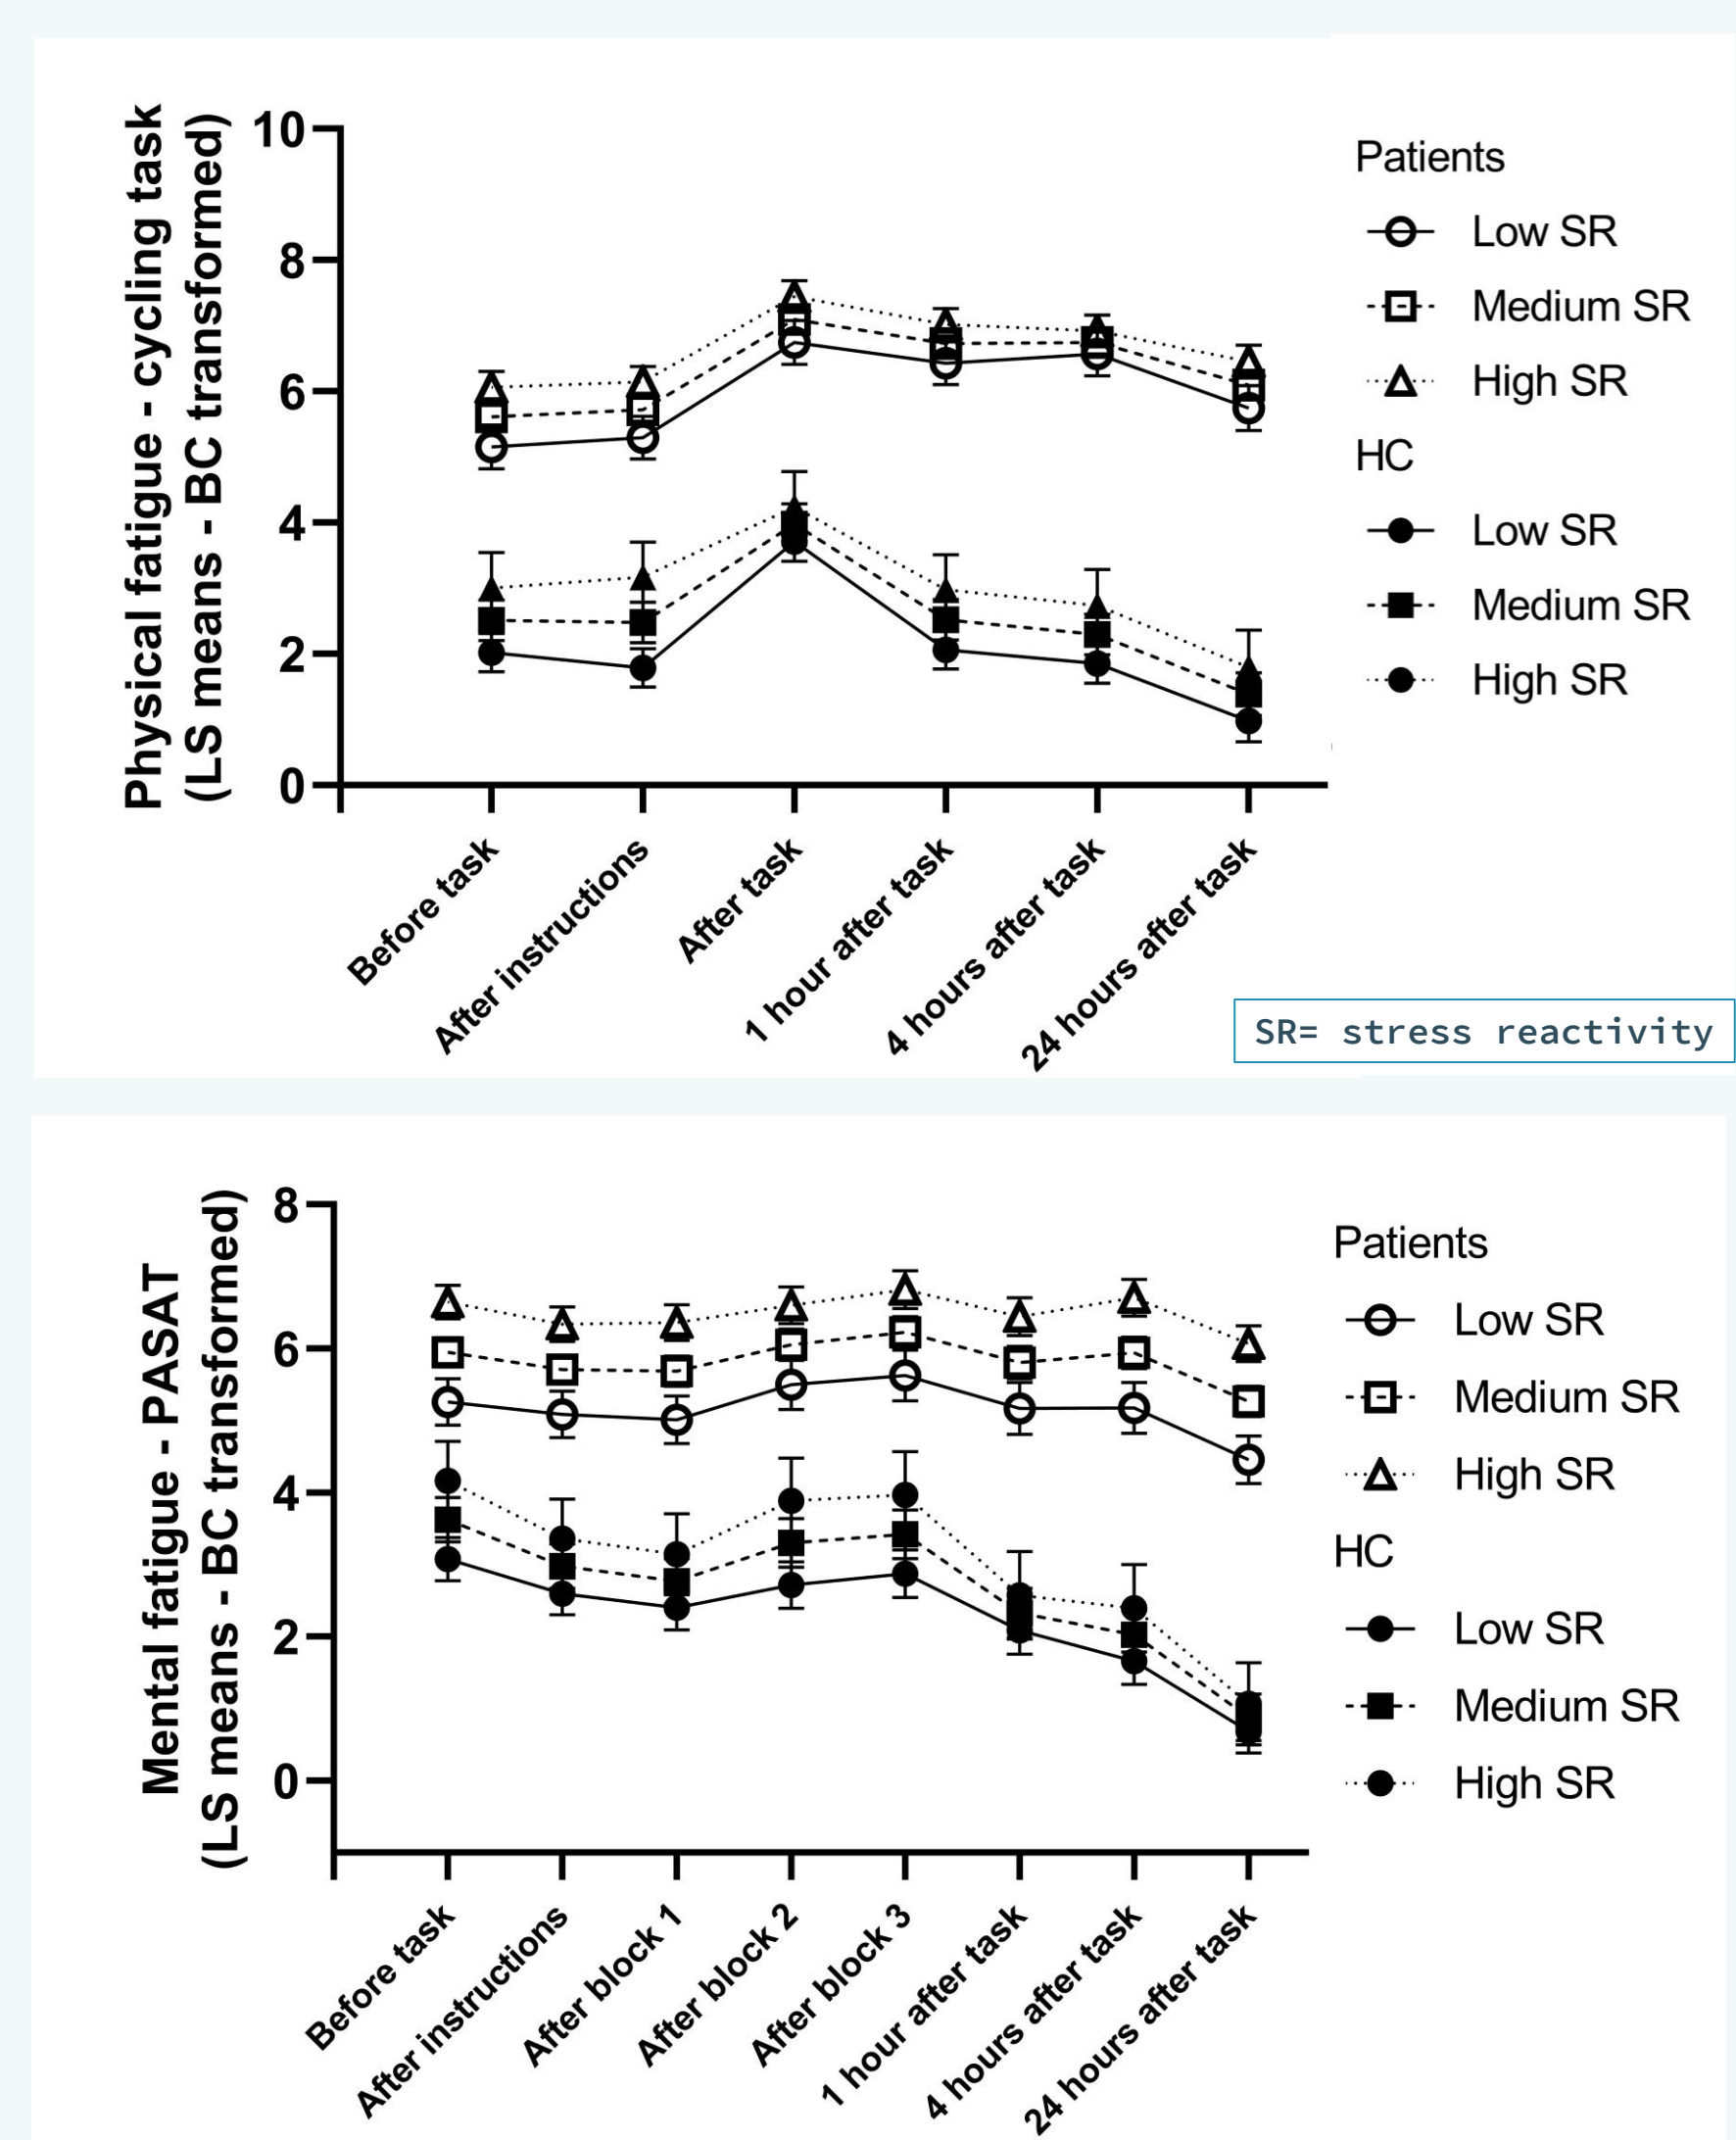 Physical fatigue - cycling task
(LS means - BC transformed)
10
8
6
4
2
0
Before task
After instructions
After task
1 hour after task
4 hours after task
24 hours after task
Patients
Low SR
Medium SR
High SR
HC
Low SR
Medium SR
High SR
SR= stress reactivity
Mental fatigue - PASAT
(LS means - BC transformed)
8
6
4
2
0
Before task
After instructions
After block 1
After block 2
After block 3
1 hour after task
4 hours after task
24 hours after task
Patients
Low SR
Medium SR
High SR
HC
Low SR
Medium SR
High SR